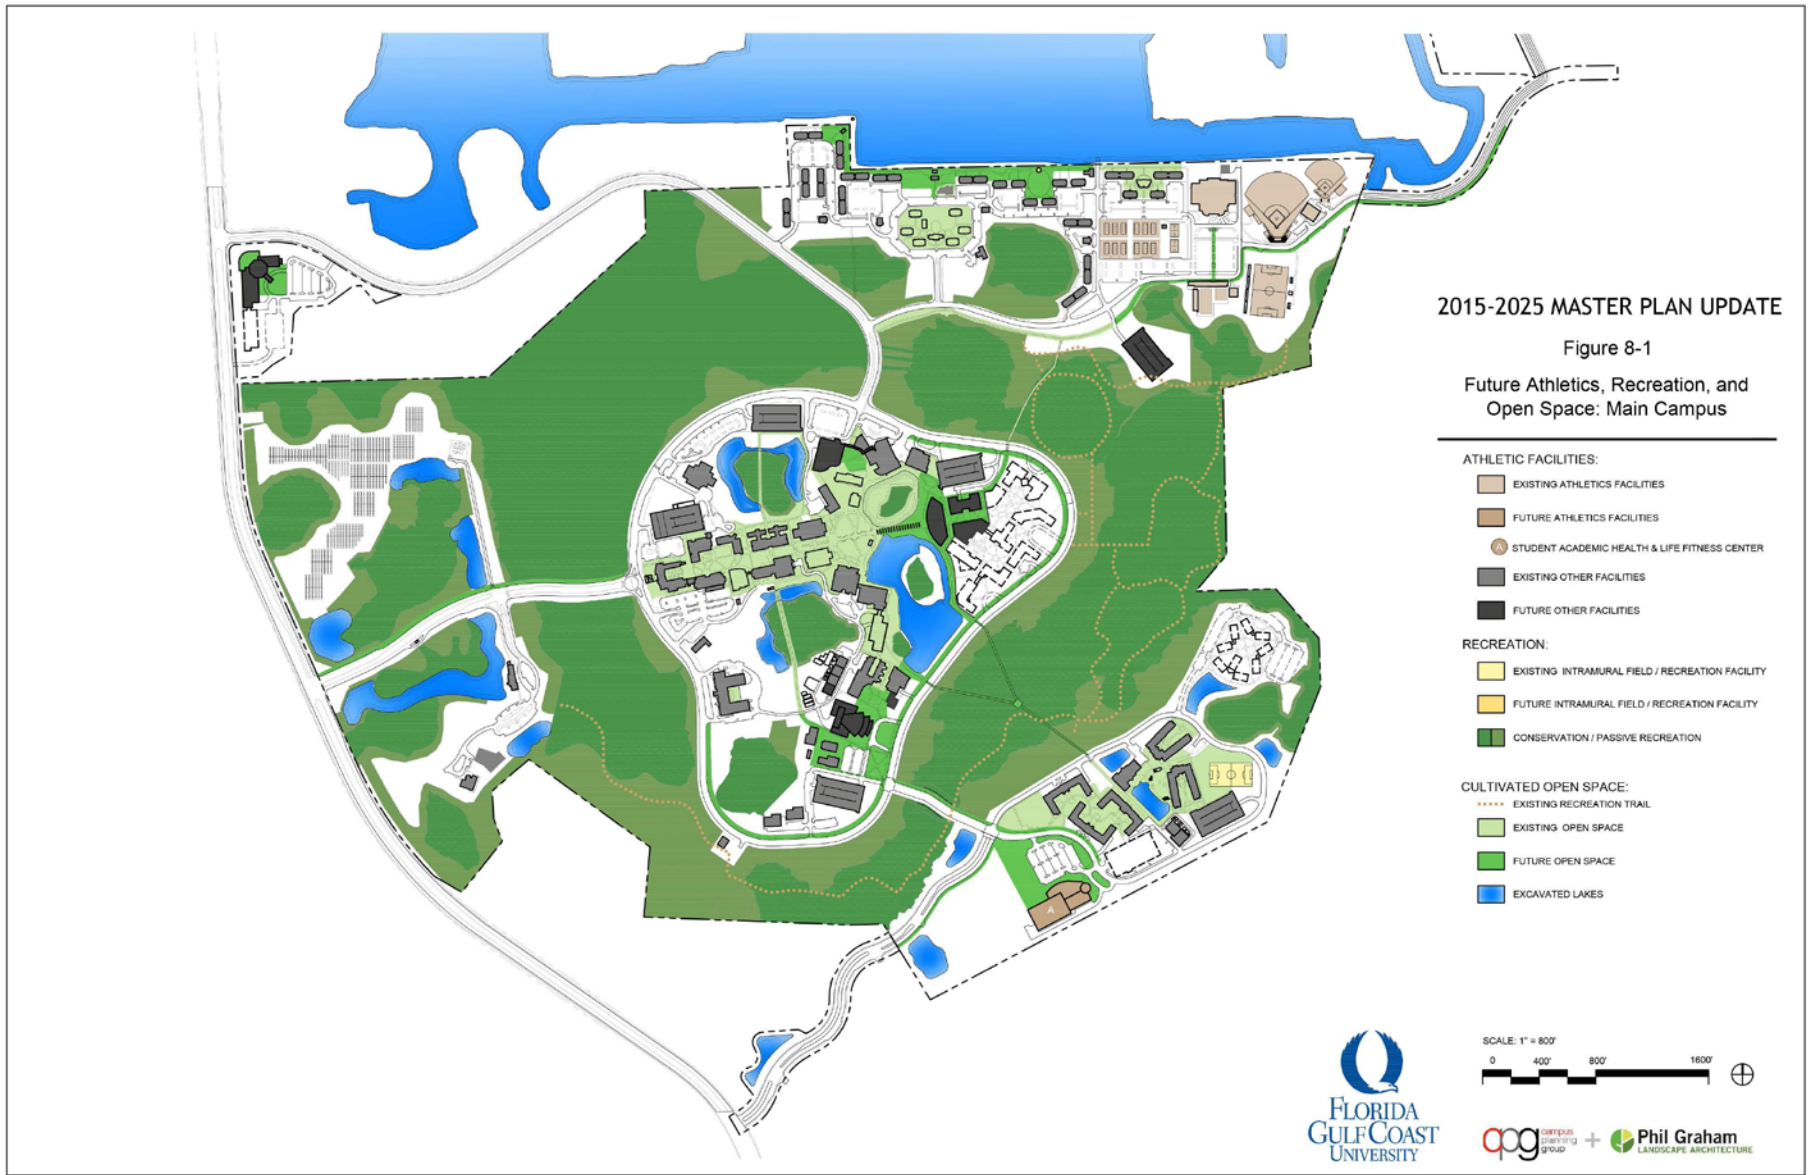 2015-2025 MASTER PLAN UPDATE
Figure 8-1
Future Athletics, Recreation, and
Open Space: Main Campus
ATHLETIC FACILITIES:
EXISTING ATHLETICS FACILITIES
FUTURE ATHLETICS FACILITIES
A STUDENT ACADEMIC HEALTH & LIFE FITNESS CENTER
EXISTING OTHER FACILITIES
FUTURE OTHER FACILITIES
RECREATION:
EXISTING INTRAMURAL FIELD / RECREATION FACILITY
FUTURE INTRAMURAL FIELD / RECREATION FACILITY
CONSERVATION / PASSIVE RECREATION
CULTIVATED OPEN SPACE:
EXISTING RECREATION TRAIL
EXISTING OPEN SPACE
FUTURE OPEN SPACE
EXCAVATED LAKES
A
SCALE: 1" = 800'
0 400' 800' 1600'
FLORIDA
GULF COAST
UNIVERSITY
cpg campus
planning
group
+
Phil Graham
LANDSCAPE ARCHITECTURE